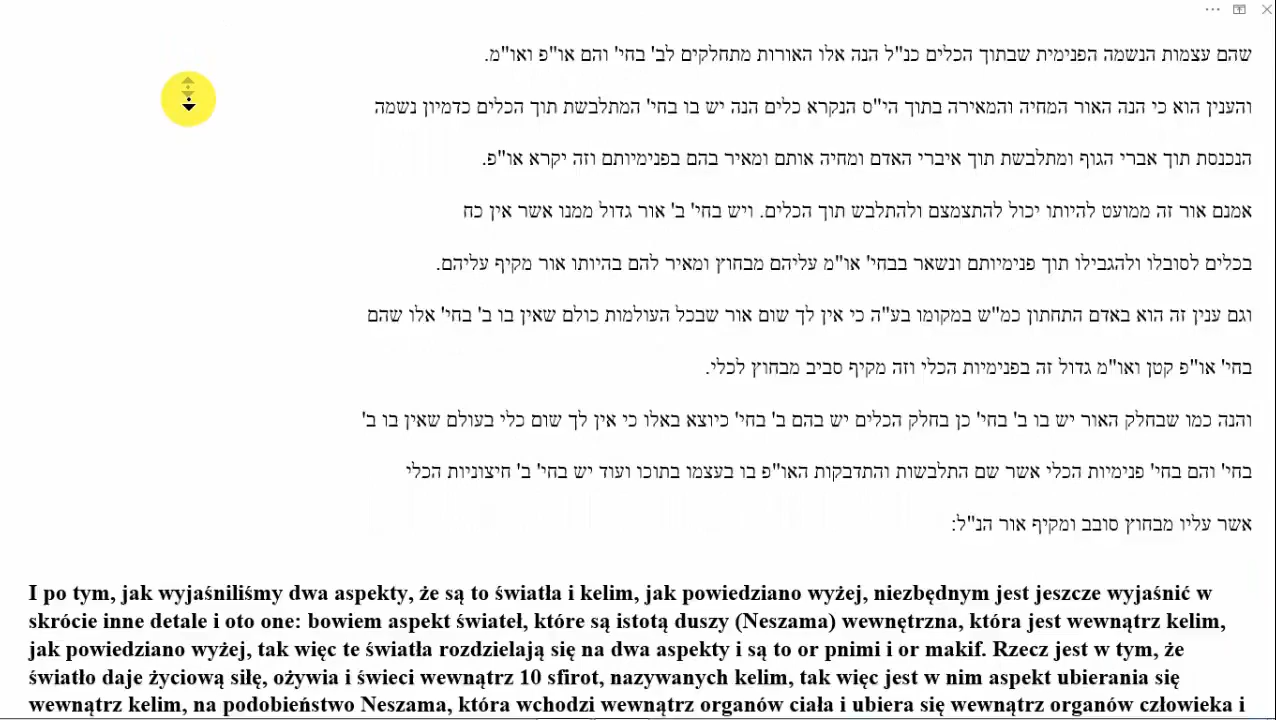 שהם עצמות הנשמה הפנימית שבתוך הכלים כנ"ל הנה אלו האורות מתחלקים לב' בחי' והם או"פ ואו"מ.
והענין הוא כי הנה האור המחיה והמאירה בתוך הי"ס הנקרא כלים הנה יש בו בחי' המתלבשת תוך הכלים כדמיון נשמה
הנכנסת תוך אברי הגוף ומתלבשת תוך איברי האדם ומחיה אותם ומאיר בהם בפנימיותם וזה יקרא או"פ.
אמנם אור זה ממועט להיותו יכול להתצמצם ולהתלבש תוך הכלים. ויש בחי' ב' אור גדול ממנו אשר אין כח
בכלים לסובלו ולהגבילו תוך פנימיותם ונשאר בבחי' או"מ עליהם מבחוץ ומאיר להם בהיותו אור מקיף עליהם.
וגם ענין זה הוא באדם התחתון כמ"ש במקומו בע"ה כי אין לך שום אור שבכל העולמות כולם שאין בו ב' בחי' אלו שהם
בחי' או"פ קטן ואו"מ גדול זה בפנימיות הכלי וזה מקיף סביב מבחוץ לכלי.
והנה כמו שבחלק האור יש בו ב' בחי' כן בחלק הכלים יש בהם ב' בחי' כיוצא באלו כי אין לך שום כלי בעולם שאין בו ב'
בחי' והם בחי' פנימיות הכלי אשר שם התלבשות והתדבקות האו"פ בו בעצמו בתוכו ועוד יש בחי' ב' חיצוניות הכלי
אשר עליו מבחוץ סובב ומקיף אור הנ"ל:
I po tym, jak wyjaśniliśmy dwa aspekty, że są to światła i kelim, jak powiedziano wyżej, niezbędnym jest jeszcze wyjaśnić w
skrócie inne detale i oto one: bowiem aspekt świateł, które są istotą duszy (Neszama) wewnętrzna, która jest wewnątrz kelim,
jak powiedziano wyżej, tak więc te światła rozdzielają się na dwa aspekty i są to or pnimi i or makif. Rzecz jest w tym, że
światło daje życiową siłę, ożywia i świeci wewnątrz 10 sfirot, nazywanych kelim, tak więc jest w nim aspekt ubierania się
wewnątrz kelim, na podobieństwo Neszama, która wchodzi wewnątrz organów ciała i ubiera się wewnątrz organów człowieka i